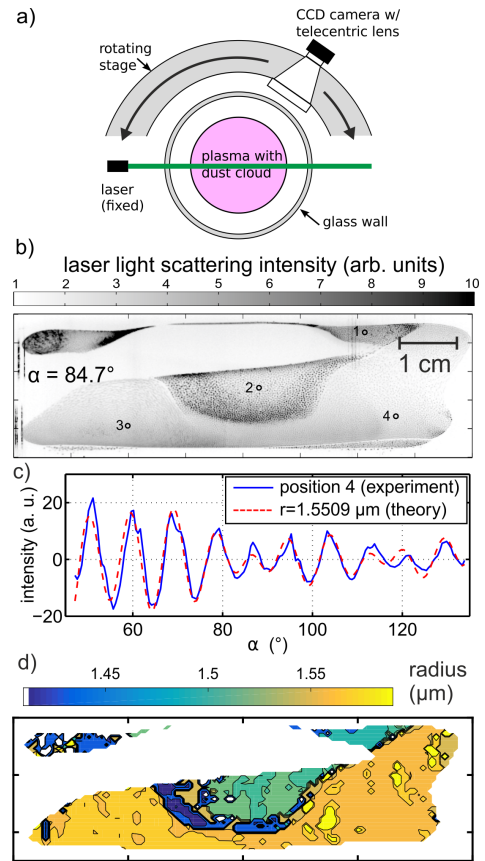 a)
CCD camera w/
telecentric lens
rotating
stage
plasma with
dust cloud
laser
(fixed)
glass wall
b)
laser light scattering intensity (arb. units)
1 2 3 4 5 6 7 8 9 10
1
1 cm
α = 84.7°
2
3
4
c)
position 4 (experiment)
r=1.5509 μm (theory)
20
0
−20
intensity (a. u.)
60 80 100 120
α (°)
d)
radius
(μm)
1.45 1.5 1.55